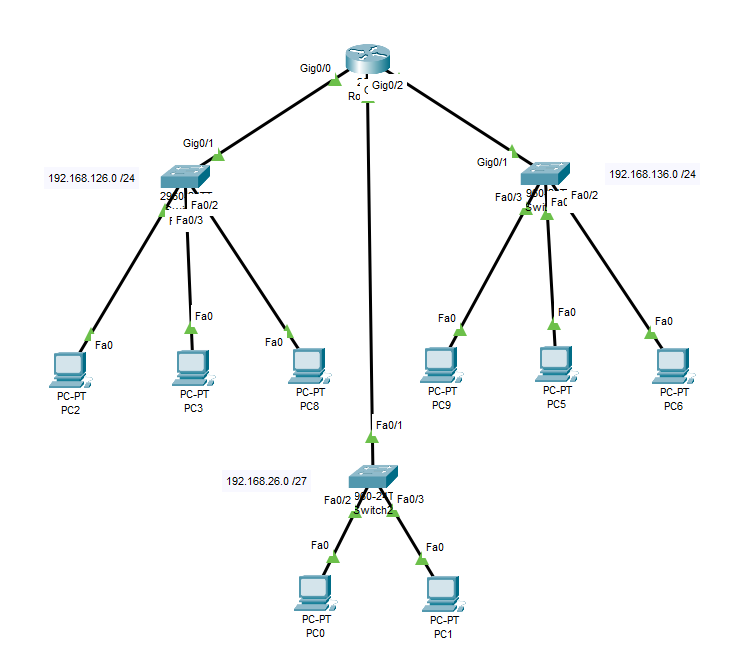 Gig0/0
Gig0/2
Gig0/1
Gig0/1
192.168.126.0 /24
192.168.136.0 /24
Fa0/2
Fa0/3
Fa0/3
Fa0/2
Fa0
Fa0
Fa0
Fa0
Fa0
Fa0
PC-PT
PC2
PC-PT
PC3
PC-PT
PC8
PC-PT
PC9
PC-PT
PC5
PC-PT
PC6
Fa0/1
192.168.26.0 /27
Fa0/2
Fa0/3
Switch2
Fa0
Fa0
PC-PT
PC0
PC-PT
PC1